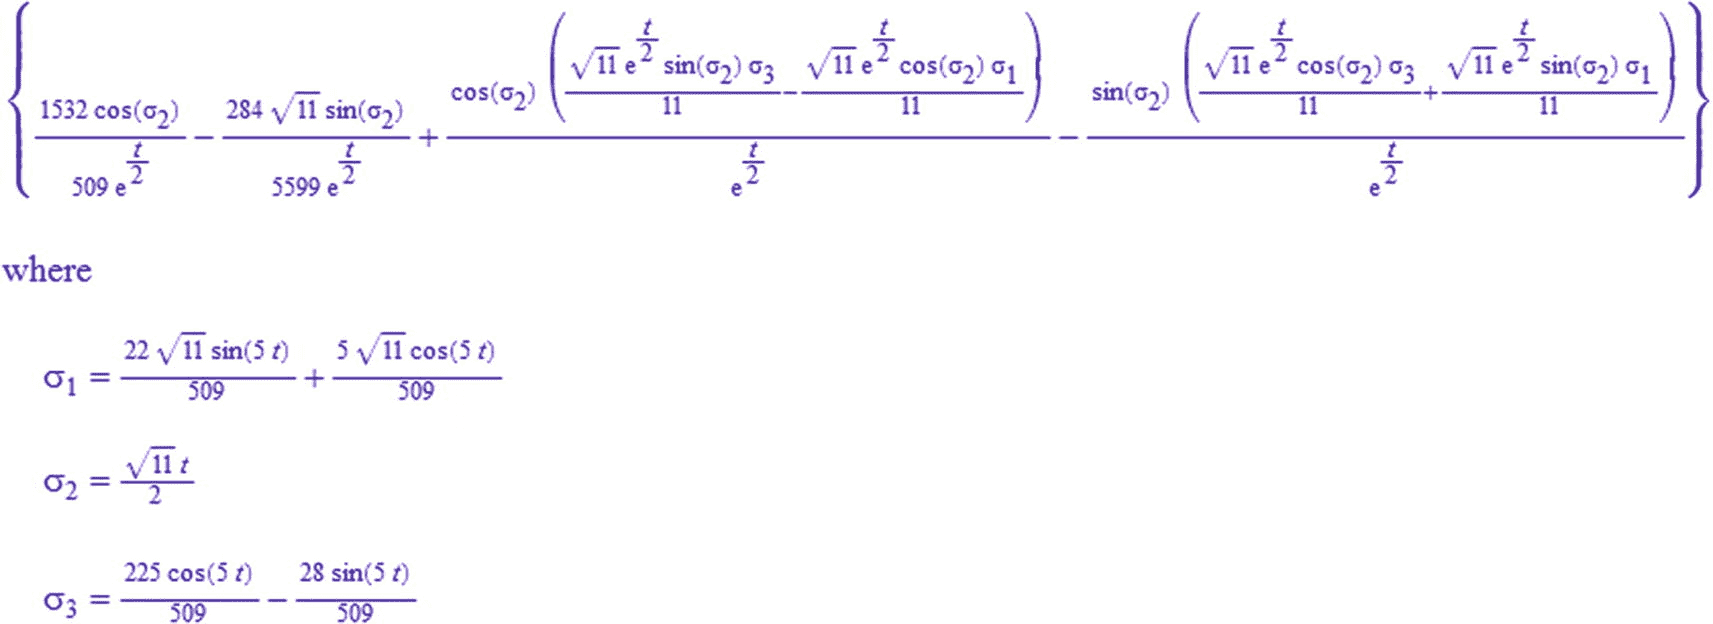 { 1532 cos(σ₂) / 509 e^(t/2) − 284 √11 sin(σ₂) / 5599 e^(t/2) + cos(σ₂) ( √11 e^(t/2) sin(σ₂) σ₃ / 11 − √11 e^(t/2) cos(σ₂) σ₁ / 11 ) / e^(t/2) − sin(σ₂) ( √11 e^(t/2) cos(σ₂) σ₃ / 11 + √11 e^(t/2) sin(σ₂) σ₁ / 11 ) / e^(t/2) }
where
σ₁ = 22 √11 sin(5 t) / 509 + 5 √11 cos(5 t) / 509
σ₂ = √11 t / 2
σ₃ = 225 cos(5 t) / 509 − 28 sin(5 t) / 509